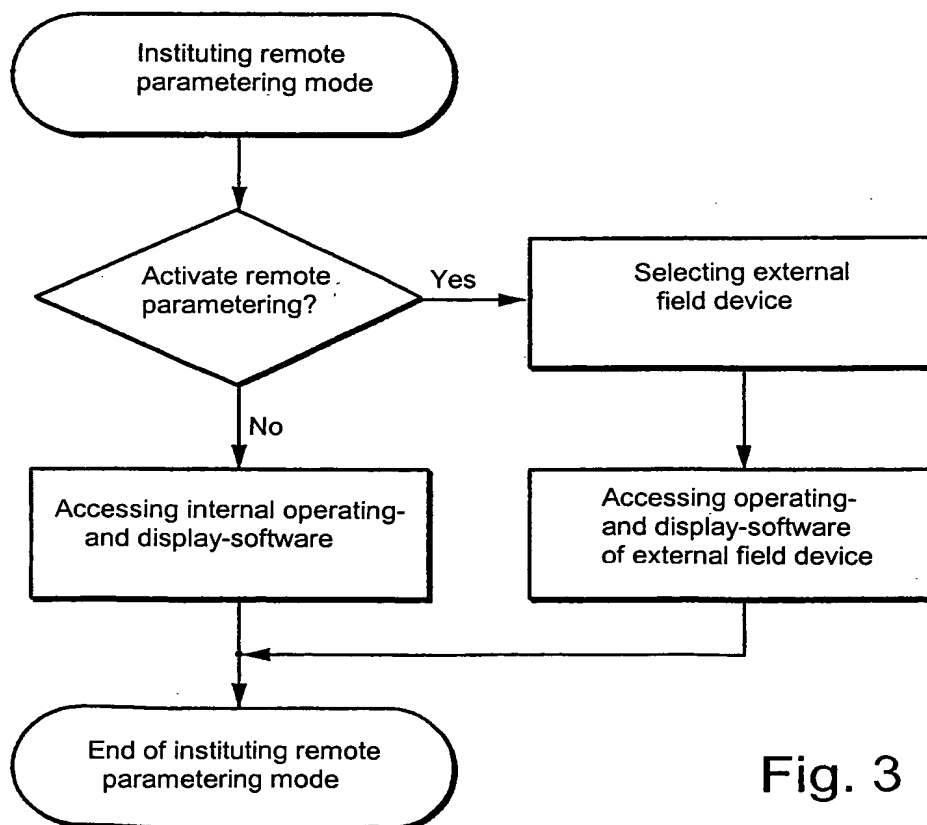 Instituting remote
parametering mode
Activate remote
parametering?
Yes
Selecting external
field device
No
Accessing internal operating-
and display-software
Accessing operating-
and display-software
of external field device
End of instituting remote
parametering mode
Fig. 3